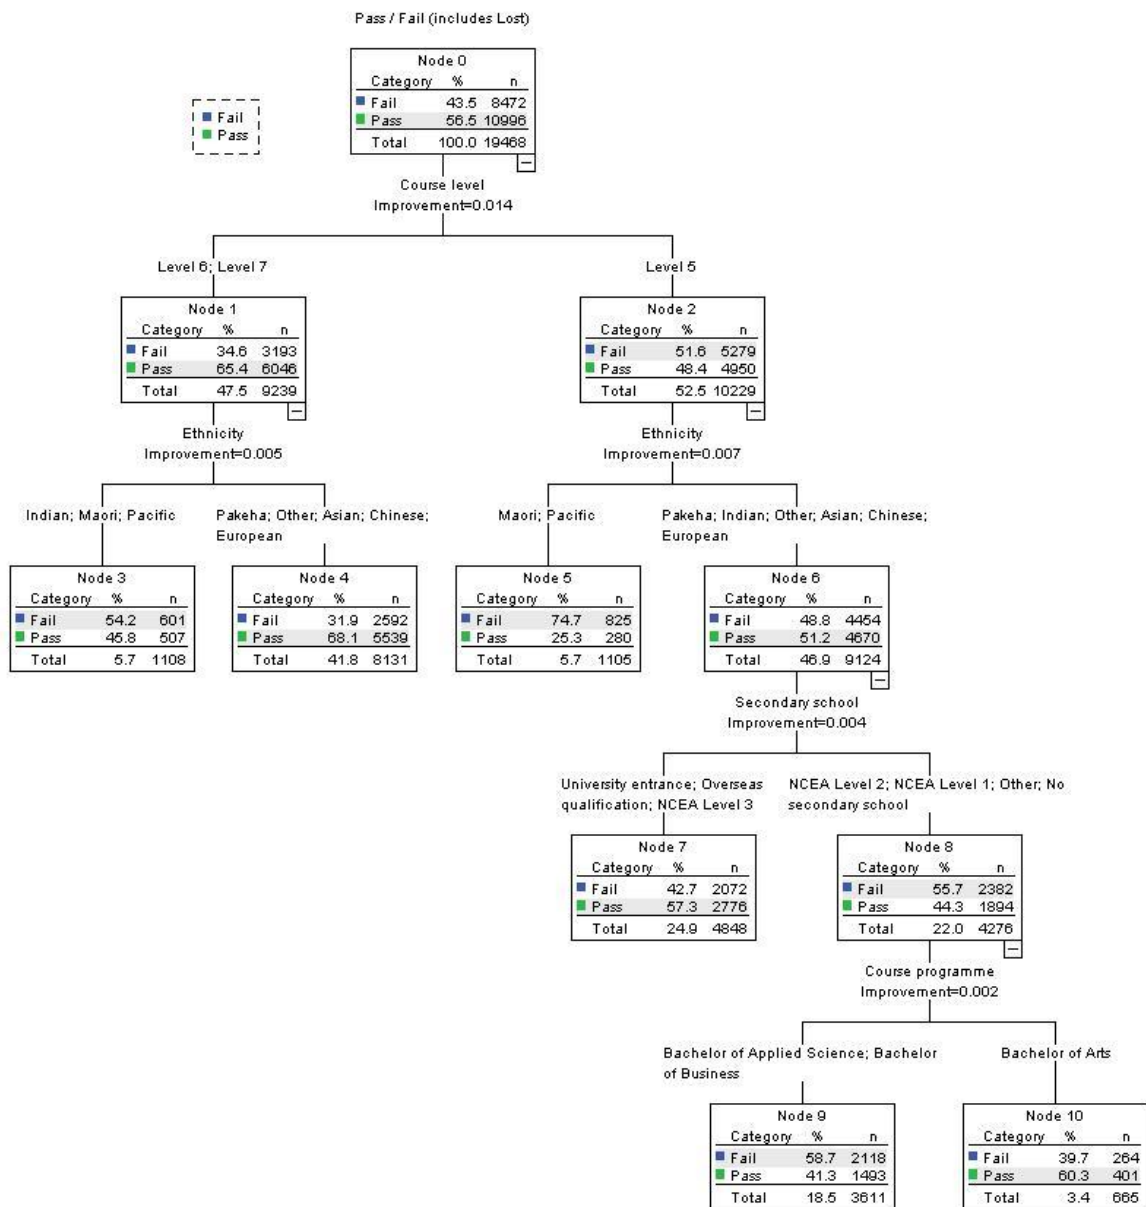 Pass / Fail (includes Lost)
Node 0
Category % n
Fail 43.5 8472
Pass 56.5 10996
Total 100.0 19468
Fail
Pass
Course level
Improvement=0.014
Level 6; Level 7
Level 5
Node 1
Category % n
Fail 34.6 3193
Pass 65.4 6046
Total 47.5 9239
Node 2
Category % n
Fail 51.6 5279
Pass 48.4 4950
Total 52.5 10229
Ethnicity
Improvement=0.005
Ethnicity
Improvement=0.007
Indian; Maori; Pacific
Pakeha; Other; Asian; Chinese;
European
Maori; Pacific
Pakeha; Indian; Other; Asian; Chinese;
European
Node 3
Category % n
Fail 54.2 601
Pass 45.8 507
Total 5.7 1108
Node 4
Category % n
Fail 31.9 2592
Pass 68.1 5539
Total 41.8 8131
Node 5
Category % n
Fail 74.7 825
Pass 25.3 280
Total 5.7 1105
Node 6
Category % n
Fail 48.8 4454
Pass 51.2 4670
Total 46.9 9124
Secondary school
Improvement=0.004
University entrance; Overseas
qualification; NCEA Level 3
NCEA Level 2; NCEA Level 1; Other; No
secondary school
Node 7
Category % n
Fail 42.7 2072
Pass 57.3 2776
Total 24.9 4848
Node 8
Category % n
Fail 55.7 2382
Pass 44.3 1894
Total 22.0 4276
Course programme
Improvement=0.002
Bachelor of Applied Science; Bachelor
of Business
Bachelor of Arts
Node 9
Category % n
Fail 58.7 2118
Pass 41.3 1493
Total 18.5 3611
Node 10
Category % n
Fail 39.7 264
Pass 60.3 401
Total 3.4 665